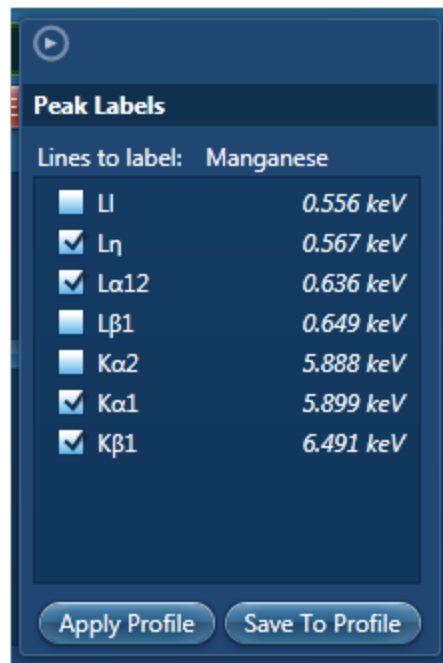 E
Peak Labels
Lines to label: Manganese
Ll 0.556 keV
Lη 0.567 keV
Lα12 0.636 keV
Lβ1 0.649 keV
Kα2 5.888 keV
Kα1 5.899 keV
Kβ1 6.491 keV
Apply Profile Save To Profile